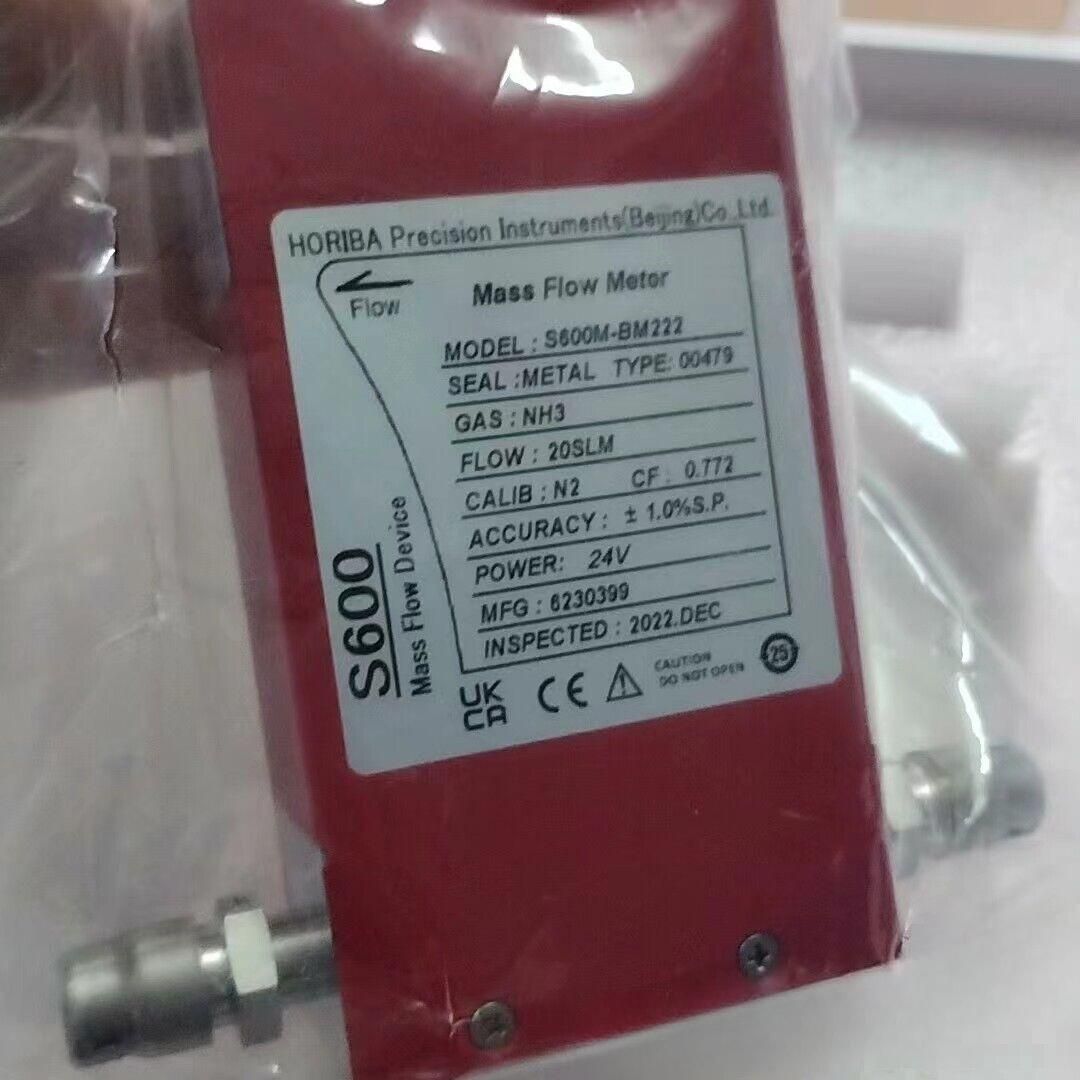 HORIBA Precision Instruments(Beijing)Co.,Ltd.
Flow
Mass Flow Meter
MODEL : S600M-BM222
SEAL :METAL TYPE: 00479
GAS : NH3
FLOW : 20SLM
CALIB : N2 CF : 0.772
ACCURACY : ± 1.0%S.P.
POWER: 24V
MFG : 6230399
INSPECTED : 2022.DEC
S600
Mass Flow Device
UK
CA
CE
CAUTION
DO NOT OPEN
25